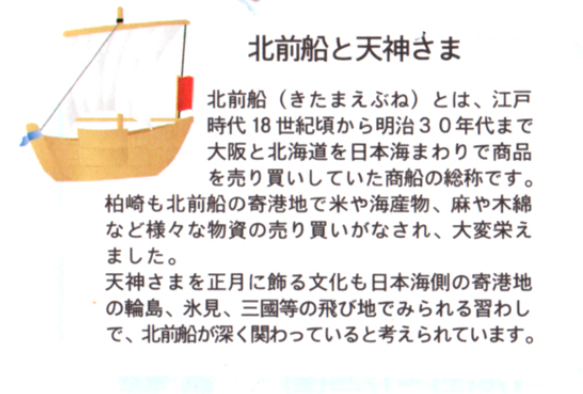 北前船と天神さま
北前船（きたまえぶね）とは、江戸
時代18世紀頃から明治３０年代まで
大阪と北海道を日本海まわりで商品
を売り買いしていた商船の総称です。
柏崎も北前船の寄港地で米や海産物、麻や木綿
など様々な物資の売り買いがなされ、大変栄え
ました。
天神さまを正月に飾る文化も日本海側の寄港地
の輪島、氷見、三國等の飛び地でみられる習わし
で、北前船が深く関わっていると考えられています。